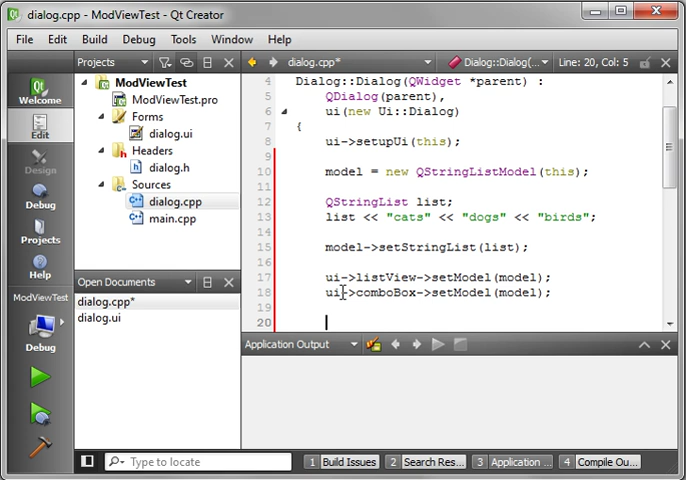 dialog.cpp - ModViewTest - Qt Creator
File Edit Build Debug Tools Window Help
Projects
dialog.cpp*
Dialog::Dialog(...
Line: 20, Col: 5
Qt
Welcome
Edit
Design
Debug
Projects
Help
ModViewTest
Debug
ModViewTest
ModViewTest.pro
Forms
dialog.ui
Headers
dialog.h
Sources
dialog.cpp
main.cpp
Open Documents
dialog.cpp*
dialog.ui
4 Dialog::Dialog(QWidget *parent) :
5 QDialog(parent),
6 ui(new Ui::Dialog)
7 {
8 ui->setupUi(this);
9
10 model = new QStringListModel(this);
11
12 QStringList list;
13 list << "cats" << "dogs" << "birds";
14
15 model->setStringList(list);
16
17 ui->listView->setModel(model);
18 ui->comboBox->setModel(model);
19
20
Application Output
Type to locate
1 Build Issues
2 Search Res...
3 Application ...
4 Compile Ou...